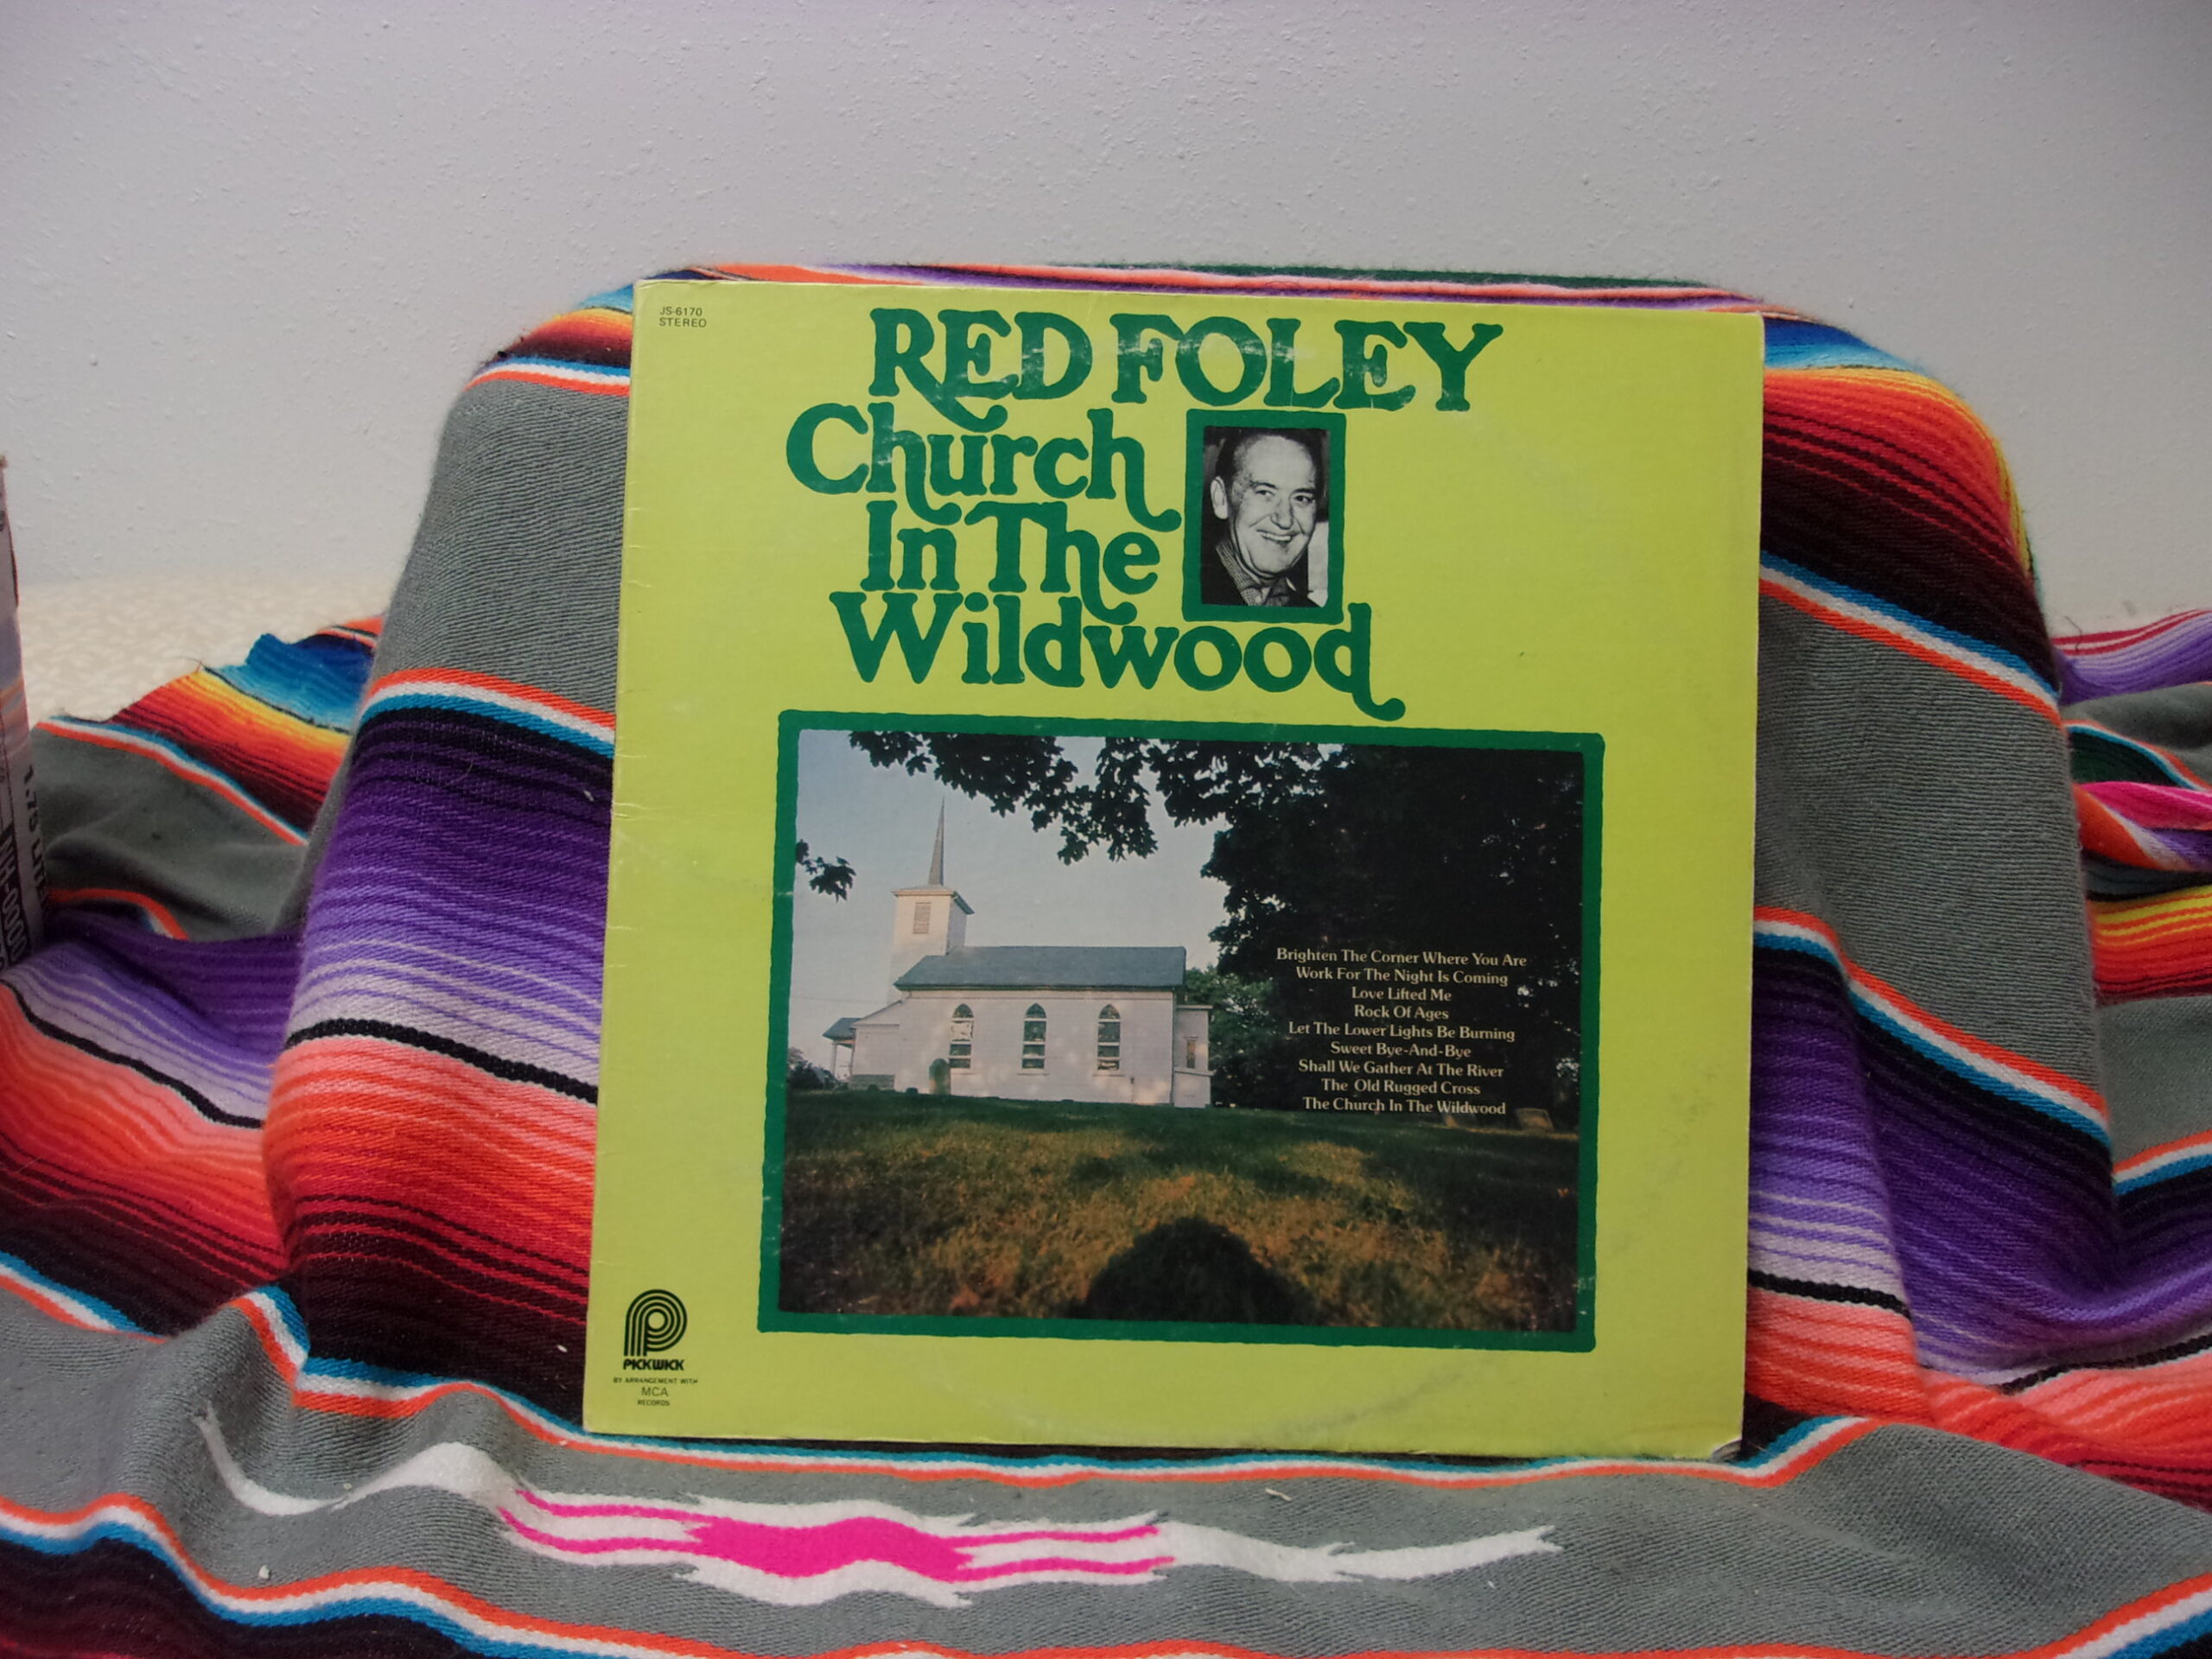 JS-6170
STEREO
RED FOLEY
Church
In The
Wildwood
Brighten The Corner Where You Are
Work For The Night Is Coming
Love Lifted Me
Rock Of Ages
Let The Lower Lights Be Burning
Sweet Bye-And-Bye
Shall We Gather At The River
The Old Rugged Cross
The Church In The Wildwood
PICKWICK
BY ARRANGEMENT WITH
MCA
RECORDS